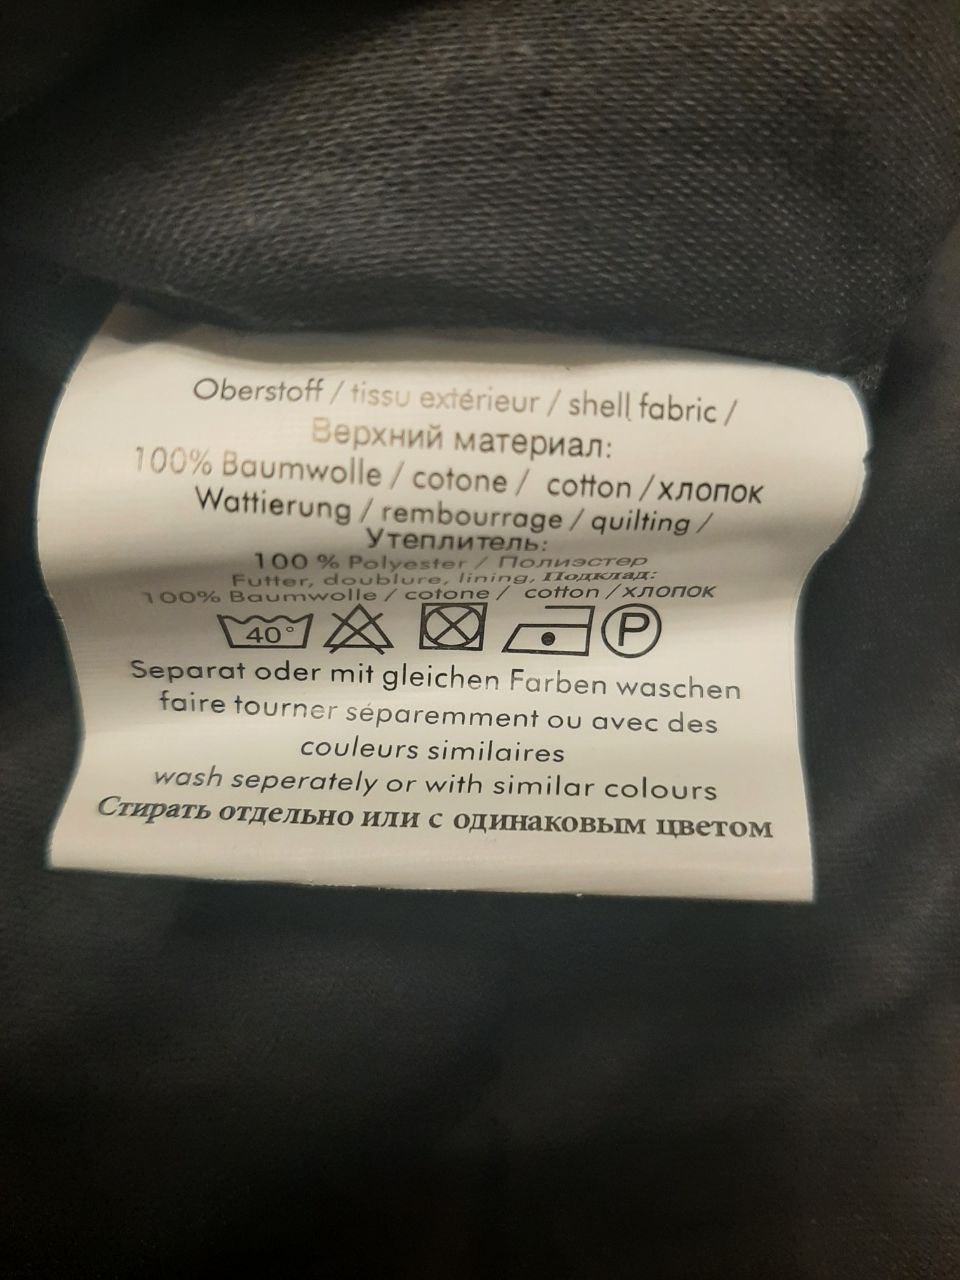 Oberstoff / tissu extérieur / shell fabric /
Верхний материал:
100% Baumwolle / cotone / cotton /хлопок
Wattierung / rembourrage / quilting /
Утеплитель:
100 % Polyester / Полиэстер
Futter, doublure, lining, Подклад:
100% Baumwolle / cotone / cotton /хлопок
40° P
Separat oder mit gleichen Farben waschen
faire tourner séparemment ou avec des
couleurs similaires
wash seperately or with similar colours
Стирать отдельно или с одинаковым цветом